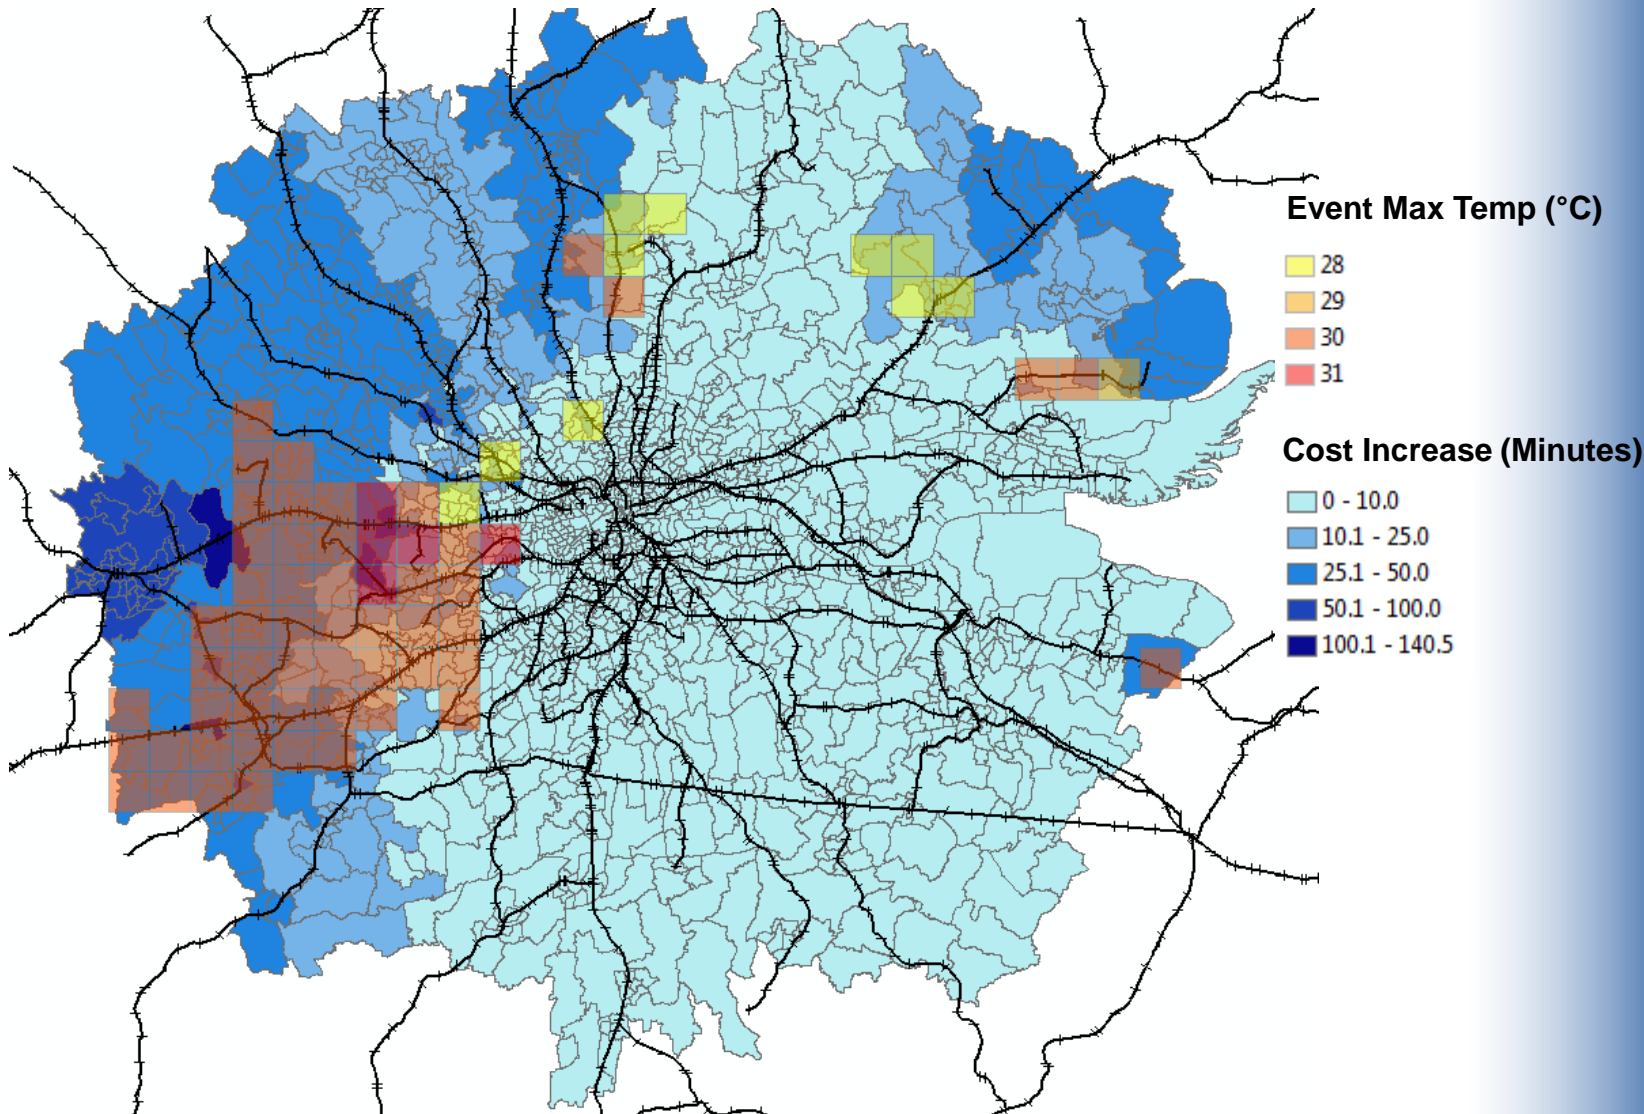 Event Max Temp (°C)
28
29
30
31
Cost Increase (Minutes)
0 - 10.0
10.1 - 25.0
25.1 - 50.0
50.1 - 100.0
100.1 - 140.5